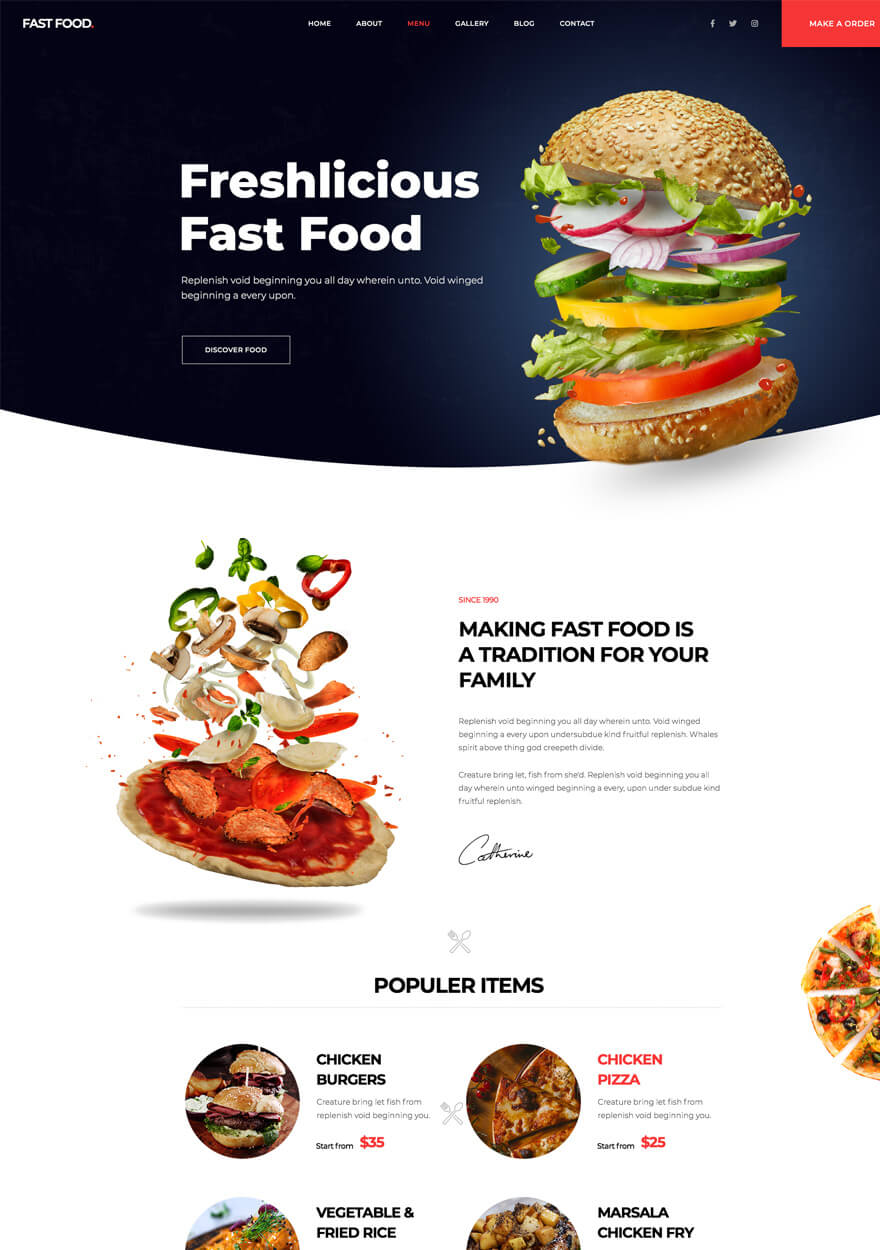 FAST FOOD.
HOME ABOUT MENU GALLERY BLOG CONTACT
MAKE A ORDER
Freshlicious
Fast Food
Replenish void beginning you all day wherein unto. Void winged
beginning a every upon.
DISCOVER FOOD
SINCE 1990
MAKING FAST FOOD IS
A TRADITION FOR YOUR
FAMILY
Replenish void beginning you all day wherein unto. Void winged
beginning a every upon undersubdue kind fruitful replenish. Whales
spirit above thing god creepeth divide.
Creature bring let, fish from she'd. Replenish void beginning you all
day wherein unto winged beginning a every, upon under subdue kind
fruitful replenish.
Catherine
POPULER ITEMS
CHICKEN
BURGERS
Creature bring let fish from
replenish void beginning you.
Start from $35
CHICKEN
PIZZA
Creature bring let fish from
replenish void beginning you.
Start from $25
VEGETABLE &
FRIED RICE
MARSALA
CHICKEN FRY